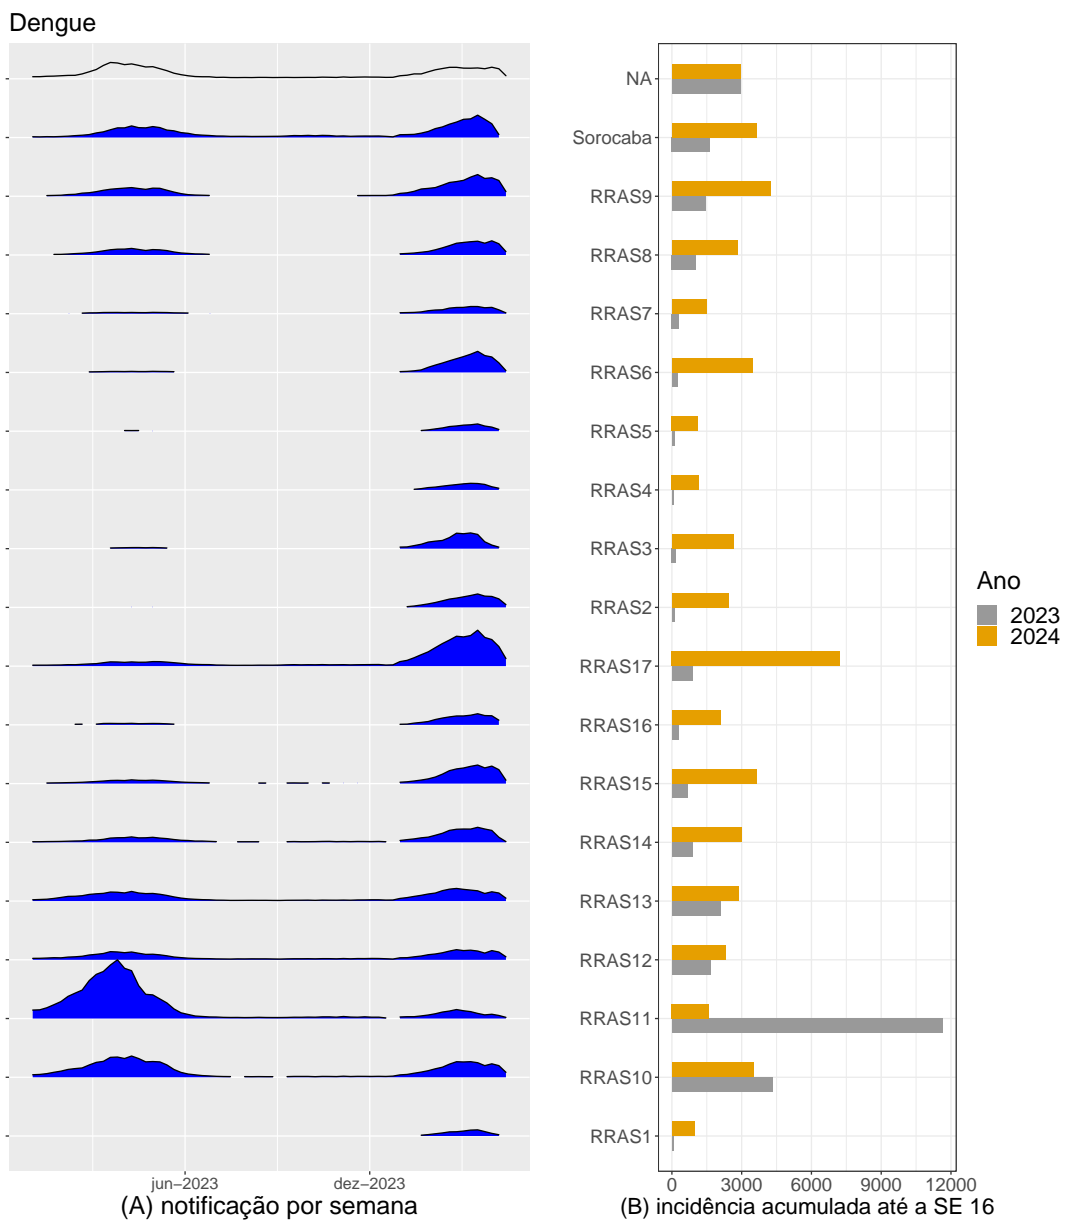 Dengue
NA
Sorocaba
RRAS9
RRAS8
RRAS7
RRAS6
RRAS5
RRAS4
RRAS3
RRAS2
RRAS17
RRAS16
RRAS15
RRAS14
RRAS13
RRAS12
RRAS11
RRAS10
RRAS1
Ano
2023
2024
jun−2023 dez−2023
0 3000 6000 9000 12000
(A) notificação por semana
(B) incidência acumulada até a SE 16